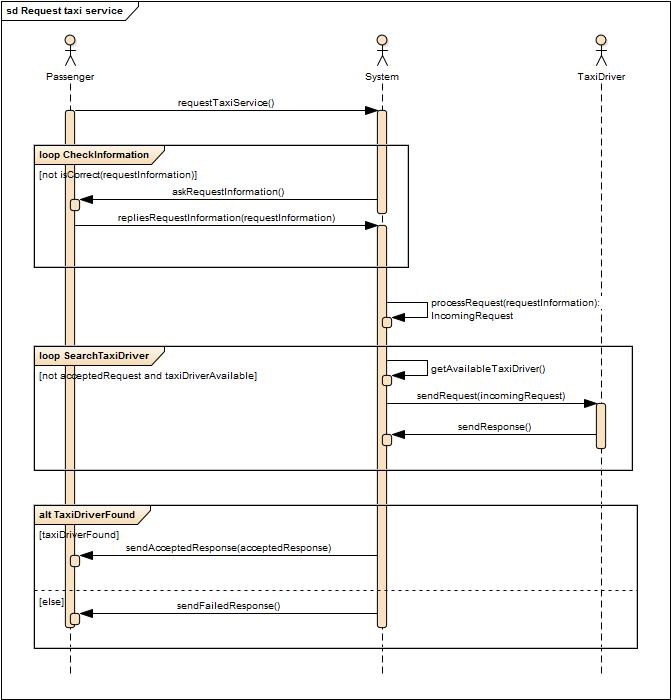 sd Request taxi service
Passenger
System
TaxiDriver
requestTaxiService()
loop CheckInformation
[not isCorrect(requestInformation)]
askRequestInformation()
repliesRequestInformation(requestInformation)
processRequest(requestInformation):
IncomingRequest
loop SearchTaxiDriver
[not acceptedRequest and taxiDriverAvailable]
getAvailableTaxiDriver()
sendRequest(incomingRequest)
sendResponse()
alt TaxiDriverFound
[taxiDriverFound]
sendAcceptedResponse(acceptedResponse)
[else]
sendFailedResponse()